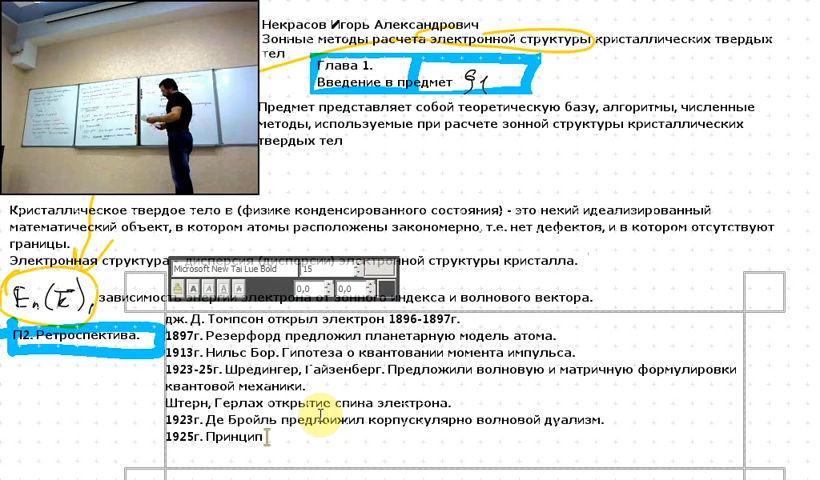 Некрасов Игорь Александрович
Зонные методы расчета электронной структуры кристаллических твердых
тел
Глава 1.
Введение в предмет §1
Предмет представляет собой теоретическую базу, алгоритмы, численные
методы, используемые при расчете зонной структуры кристаллических
твердых тел
Кристаллическое твердое тело в (физике конденсированного состояния) - это некий идеализированный
математический объект, в котором атомы расположены закономерно, т.е. нет дефектов, и в котором отсутствуют
границы.
Электронная структура - дисперсия (дисперсии) электронной структуры кристалла.
Microsoft New Tai Lue Bold 15
A A A A 0,0 0,0
En(k), зависимость энергии электрона от зонного индекса и волнового вектора.
дж. Д. Томпсон открыл электрон 1896-1897г.
П2. Ретроспектива.
1897г. Резерфорд предложил планетарную модель атома.
1913г. Нильс Бор. Гипотеза о квантовании момента импульса.
1923-25г. Шредингер, Гайзенберг. Предложили волновую и матричную формулировки
квантовой механики.
Штерн, Герлах открытие спина электрона.
1923г. Де Бройль предлоижил корпускулярно волновой дуализм.
1925г. Принцип